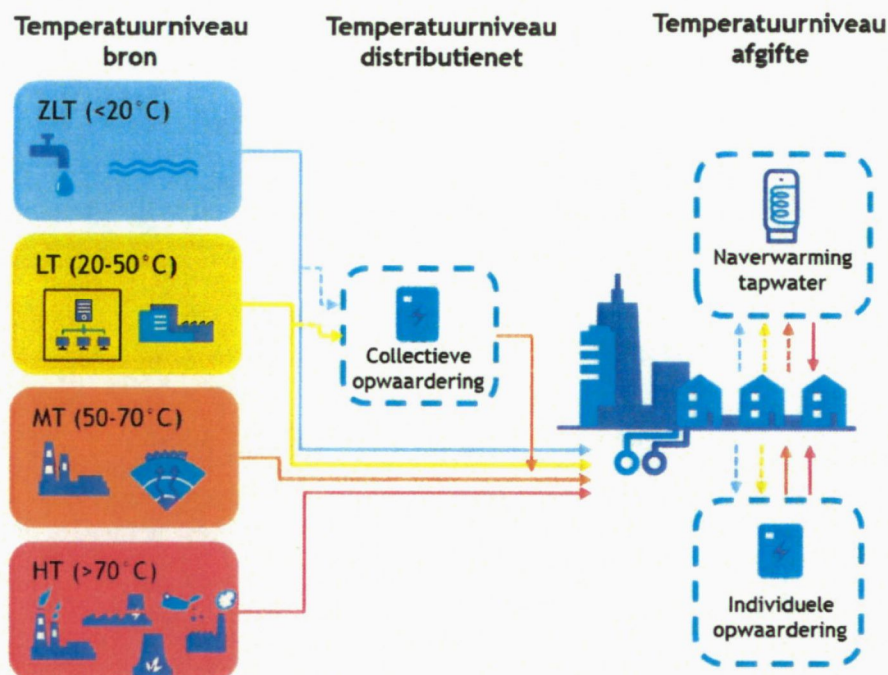 Temperatuurniveau
bron
Temperatuurniveau
distributienet
Temperatuurniveau
afgifte
ZLT (<20°C)
LT (20-50°C)
MT (50-70°C)
HT (>70°C)
Collectieve
opwaardering
Naverwarming
tapwater
Individuele
opwaardering